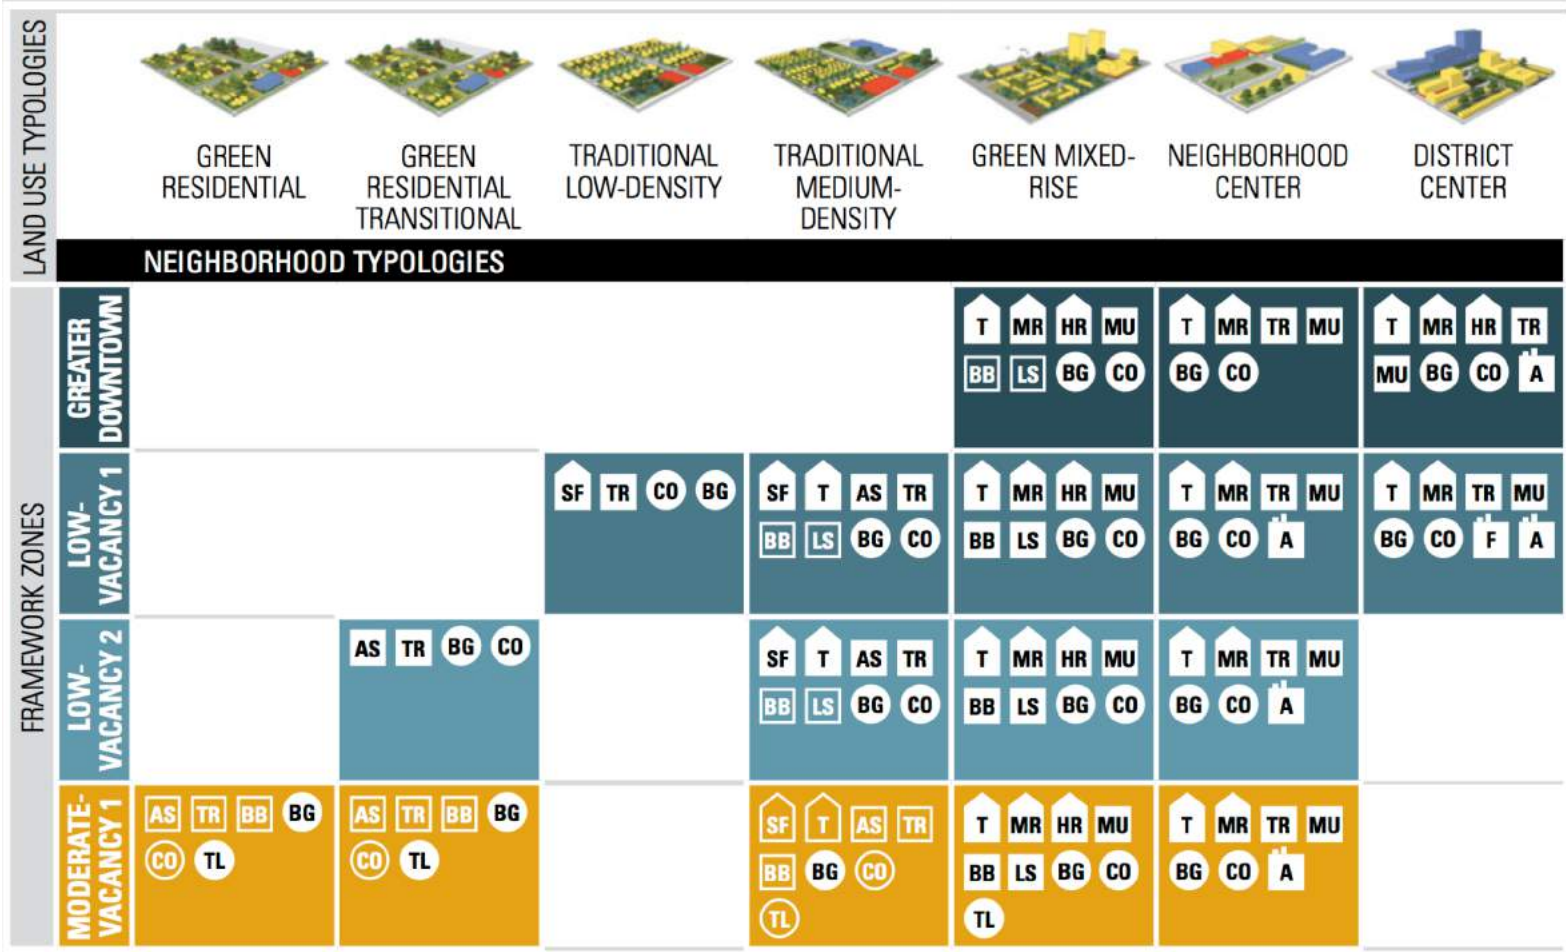 LAND USE TYPOLOGIES
GREEN
RESIDENTIAL
GREEN
RESIDENTIAL
TRANSITIONAL
TRADITIONAL
LOW-DENSITY
TRADITIONAL
MEDIUM-
DENSITY
GREEN MIXED-
RISE
NEIGHBORHOOD
CENTER
DISTRICT
CENTER
NEIGHBORHOOD TYPOLOGIES
FRAMEWORK ZONES
GREATER
DOWNTOWN
T MR HR MU
BB LS BG CO
T MR TR MU
BG CO
T MR HR TR
MU BG CO A
LOW-
VACANCY 1
SF TR CO BG
SF T AS TR
BB LS BG CO
T MR HR MU
BB LS BG CO
T MR TR MU
BG CO A
T MR TR MU
BG CO F A
LOW-
VACANCY 2
AS TR BG CO
SF T AS TR
BB LS BG CO
T MR HR MU
BB LS BG CO
T MR TR MU
BG CO A
MODERATE-
VACANCY 1
AS TR BB BG
CO TL
AS TR BB BG
CO TL
SF T AS TR
BB BG CO
TL
T MR HR MU
BB LS BG CO
TL
T MR TR MU
BG CO A